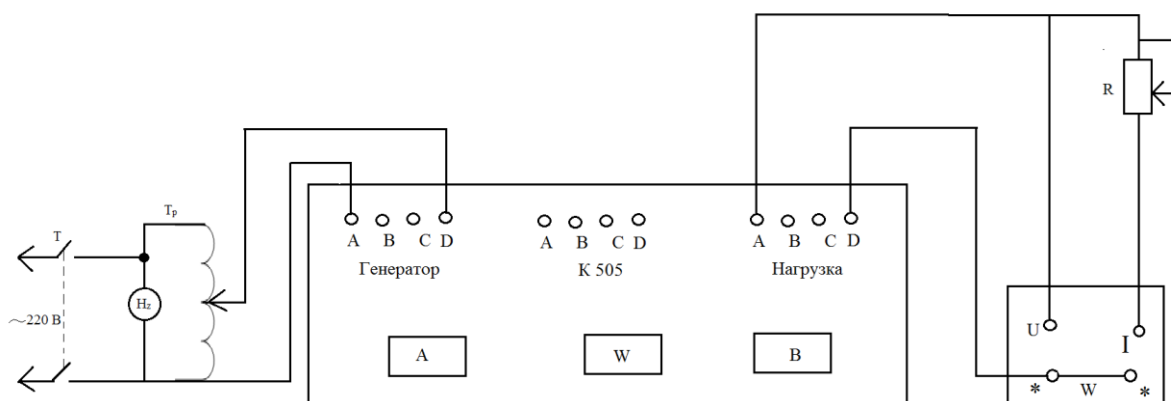 R
Tp
T
A B C D
A B C D
A B C D
Генератор
К 505
Нагрузка
Hz
~220 В
U
I
A
W
B
* W *